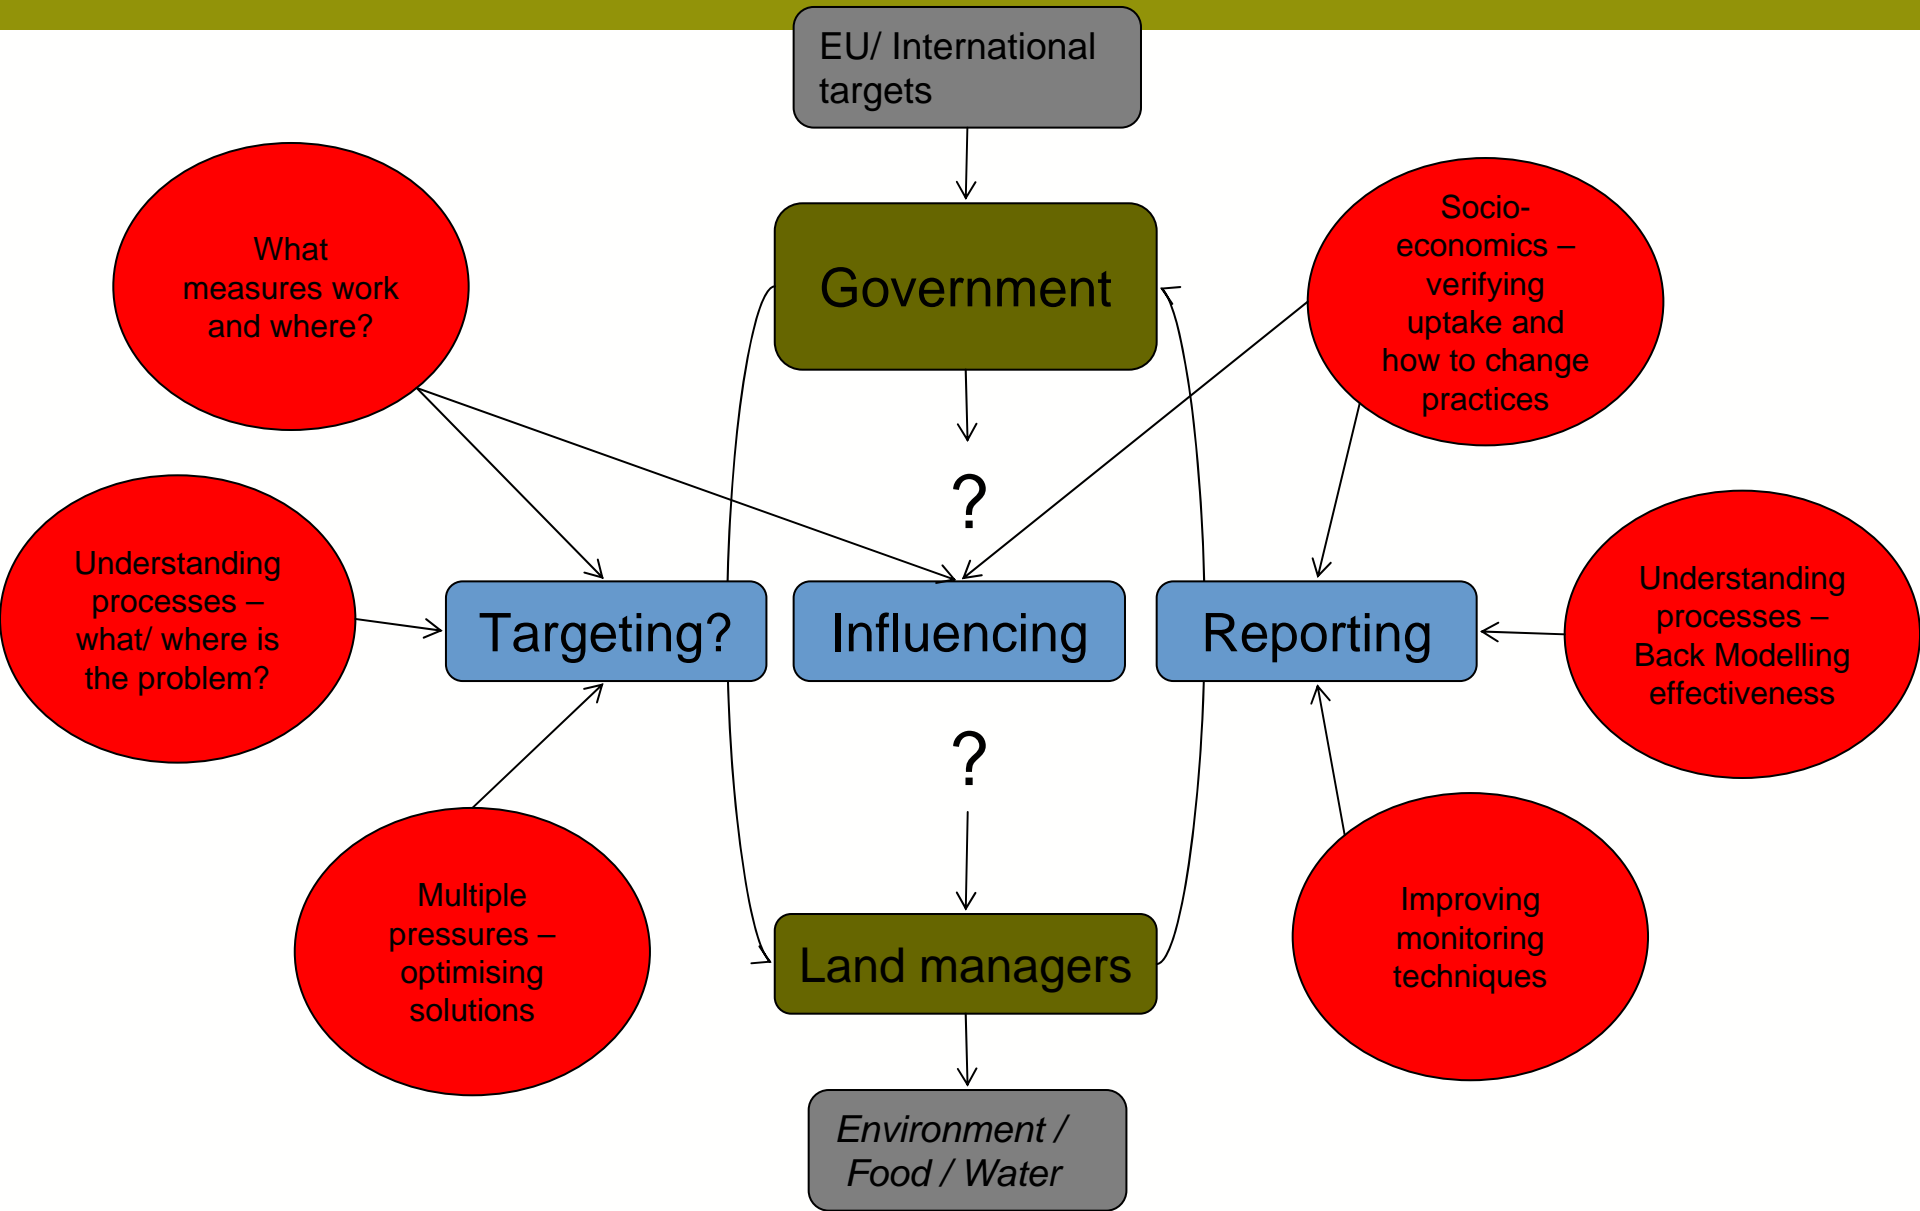 EU/ International
targets
What
measures work
and where?
Government
Socio-
economics –
verifying
uptake and
how to change
practices
?
Understanding
processes –
what/ where is
the problem?
Targeting?
Influencing
Reporting
Understanding
processes –
Back Modelling
effectiveness
?
Multiple
pressures –
optimising
solutions
Land managers
Improving
monitoring
techniques
Environment /
Food / Water